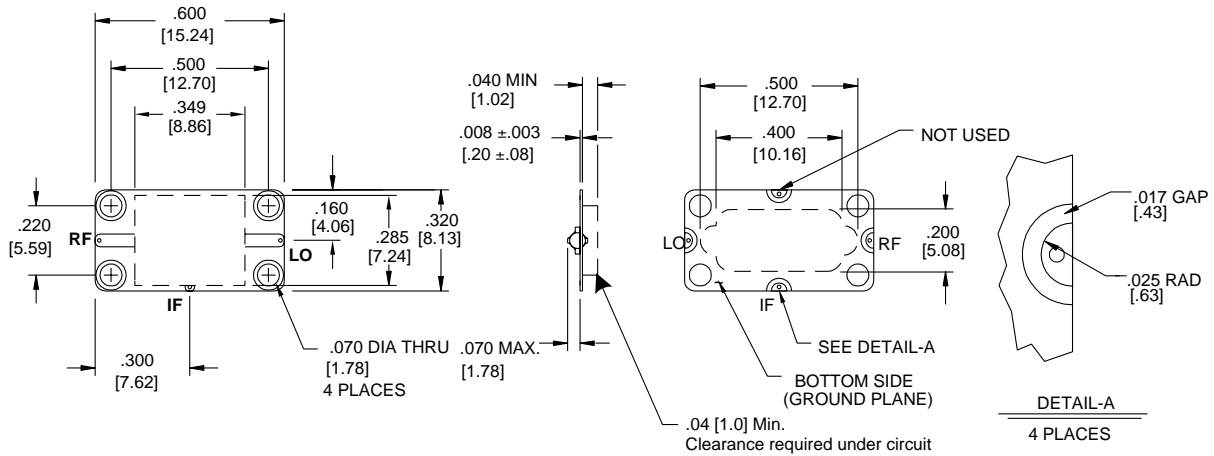 .600
[15.24]
.500
[12.70]
.349
[8.86]
.220
[5.59]
RF
LO
IF
.160
[4.06]
.285
[7.24]
.320
[8.13]
.300
[7.62]
.070 DIA THRU
[1.78]
4 PLACES
.040 MIN
[1.02]
.008 ±.003
[.20 ±.08]
.070 MAX.
[1.78]
.04 [1.0] Min.
Clearance required under circuit
.500
[12.70]
.400
[10.16]
NOT USED
LO
RF
IF
.200
[5.08]
SEE DETAIL-A
BOTTOM SIDE
(GROUND PLANE)
.017 GAP
[.43]
.025 RAD
[.63]
DETAIL-A
4 PLACES